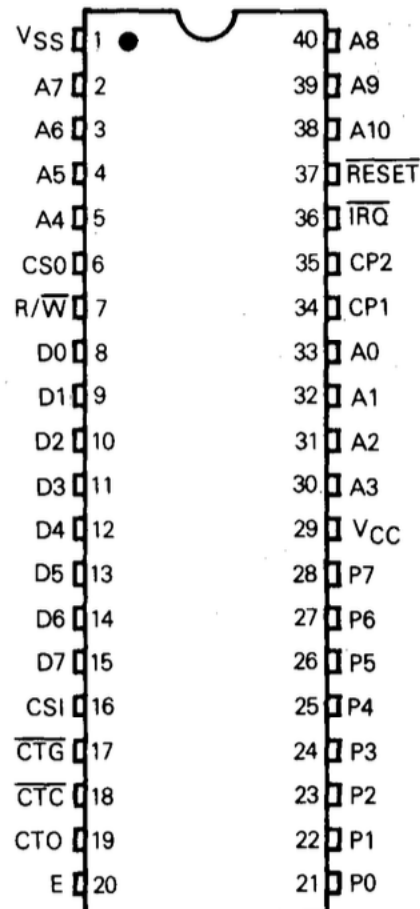 VSS 1 40 A8
A7 2 39 A9
A6 3 38 A10
A5 4 37 RESET
A4 5 36 IRQ
CS0 6 35 CP2
R/W 7 34 CP1
D0 8 33 A0
D1 9 32 A1
D2 10 31 A2
D3 11 30 A3
D4 12 29 VCC
D5 13 28 P7
D6 14 27 P6
D7 15 26 P5
CSI 16 25 P4
CTG 17 24 P3
CTC 18 23 P2
CTO 19 22 P1
E 20 21 P0